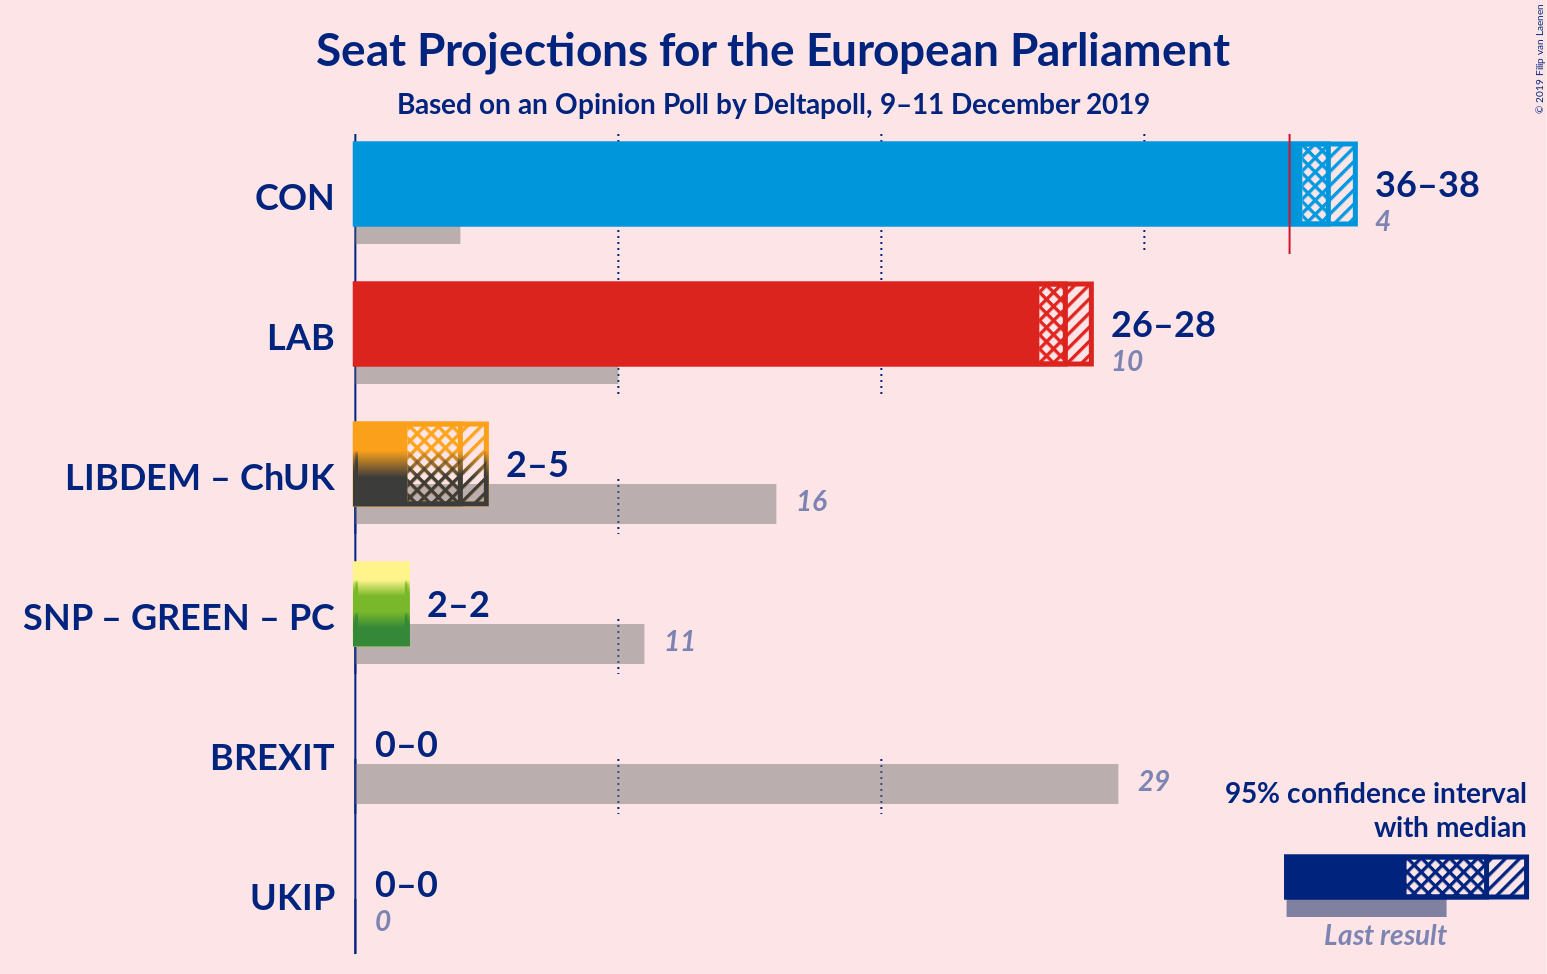 Seat Projections for the European Parliament
Based on an Opinion Poll by Deltapoll, 9–11 December 2019
© 2019 Filip van Laenen
CON
36–38
4
LAB
26–28
10
LIBDEM – ChUK
2–5
16
SNP – GREEN – PC
2–2
11
BREXIT
0–0
29
UKIP
0–0
0
95% confidence interval
with median
Last result